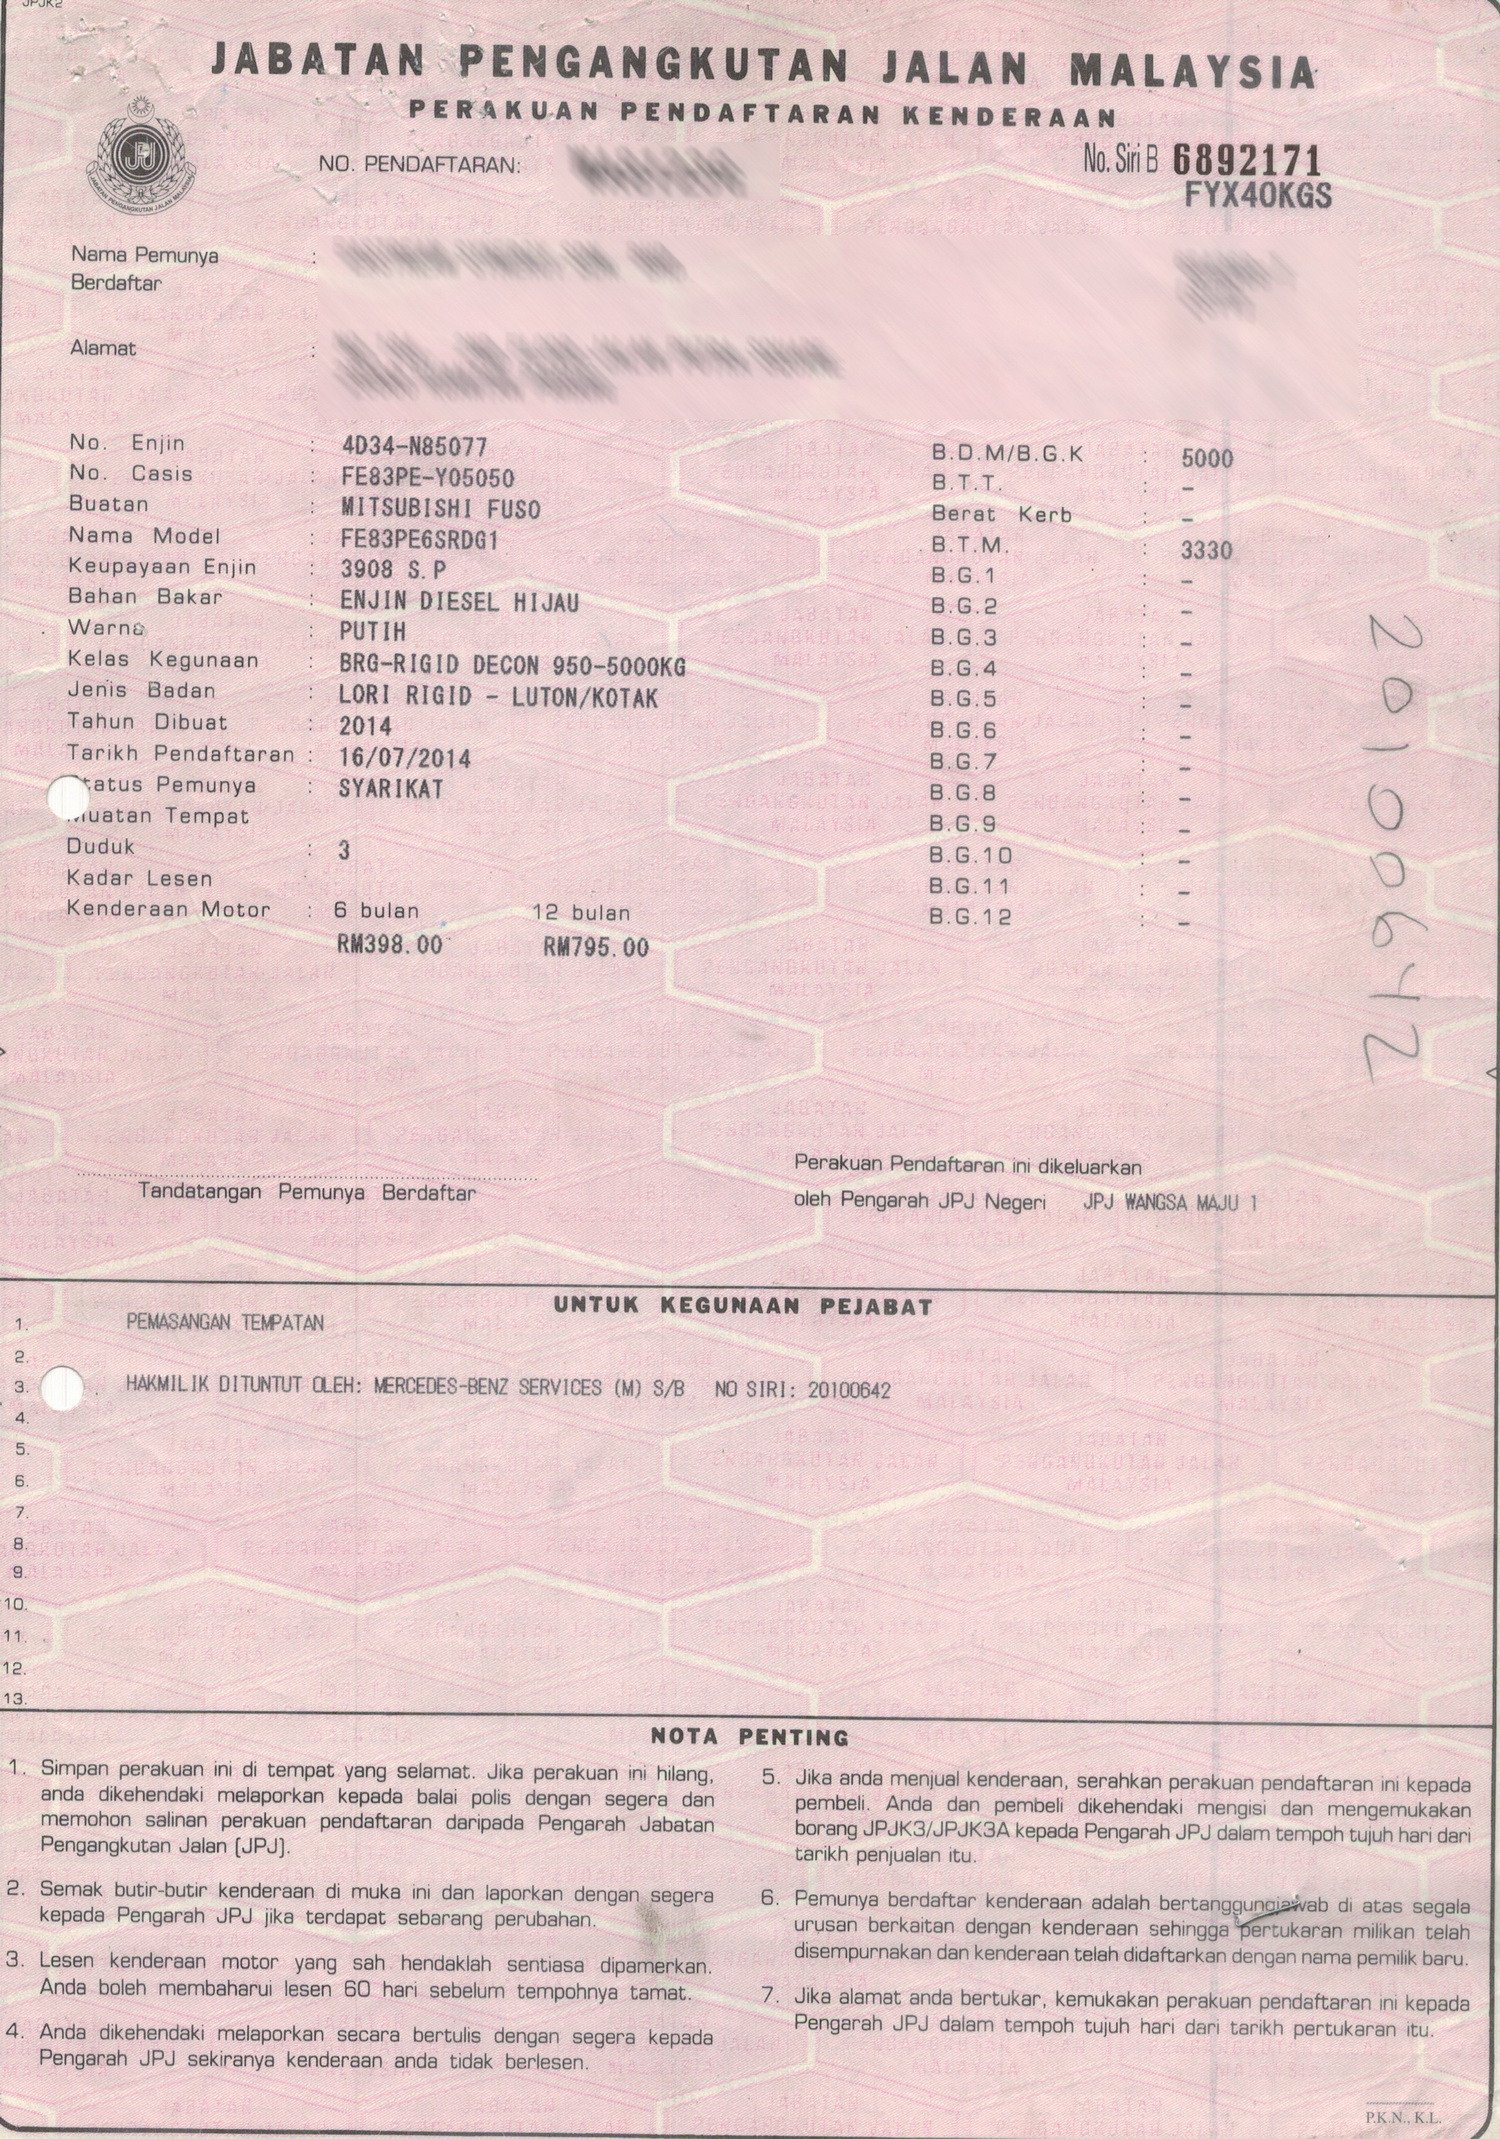 JPJK2
JABATAN PENGANGKUTAN JALAN MALAYSIA
PERAKUAN PENDAFTARAN KENDERAAN
JPJ
JABATAN PENGANGKUTAN JALAN MALAYSIA
NO. PENDAFTARAN:
No. Siri B 6892171
FYX40KGS
Nama Pemunya :
Berdaftar
Alamat :
No. Enjin : 4D34-N85077
No. Casis : FE83PE-Y05050
Buatan : MITSUBISHI FUSO
Nama Model : FE83PE6SRDG1
Keupayaan Enjin : 3908 S.P
Bahan Bakar : ENJIN DIESEL HIJAU
Warna : PUTIH
Kelas Kegunaan : BRG-RIGID DECON 950-5000KG
Jenis Badan : LORI RIGID - LUTON/KOTAK
Tahun Dibuat : 2014
Tarikh Pendaftaran : 16/07/2014
Status Pemunya : SYARIKAT
Muatan Tempat
Duduk : 3
Kadar Lesen
Kenderaan Motor : 6 bulan 12 bulan
RM398.00 RM795.00
B.D.M/B.G.K : 5000
B.T.T. : -
Berat Kerb : -
B.T.M. : 3330
B.G.1 : -
B.G.2 : -
B.G.3 : -
B.G.4 : -
B.G.5 : -
B.G.6 : -
B.G.7 : -
B.G.8 : -
B.G.9 : -
B.G.10 : -
B.G.11 : -
B.G.12 : -
20100642
Tandatangan Pemunya Berdaftar
Perakuan Pendaftaran ini dikeluarkan
oleh Pengarah JPJ Negeri JPJ WANGSA MAJU 1
UNTUK KEGUNAAN PEJABAT
1. PEMASANGAN TEMPATAN
2.
3. HAKMILIK DITUNTUT OLEH: MERCEDES-BENZ SERVICES (M) S/B NO SIRI: 20100642
4.
5.
6.
7.
8.
9.
10.
11.
12.
13.
NOTA PENTING
1. Simpan perakuan ini di tempat yang selamat. Jika perakuan ini hilang,
anda dikehendaki melaporkan kepada balai polis dengan segera dan
memohon salinan perakuan pendaftaran daripada Pengarah Jabatan
Pengangkutan Jalan (JPJ).
2. Semak butir-butir kenderaan di muka ini dan laporkan dengan segera
kepada Pengarah JPJ jika terdapat sebarang perubahan.
3. Lesen kenderaan motor yang sah hendaklah sentiasa dipamerkan.
Anda boleh membaharui lesen 60 hari sebelum tempohnya tamat.
4. Anda dikehendaki melaporkan secara bertulis dengan segera kepada
Pengarah JPJ sekiranya kenderaan anda tidak berlesen.
5. Jika anda menjual kenderaan, serahkan perakuan pendaftaran ini kepada
pembeli. Anda dan pembeli dikehendaki mengisi dan mengemukakan
borang JPJK3/JPJK3A kepada Pengarah JPJ dalam tempoh tujuh hari dari
tarikh penjualan itu.
6. Pemunya berdaftar kenderaan adalah bertanggungjawab di atas segala
urusan berkaitan dengan kenderaan sehingga pertukaran milikan telah
disempurnakan dan kenderaan telah didaftarkan dengan nama pemilik baru.
7. Jika alamat anda bertukar, kemukakan perakuan pendaftaran ini kepada
Pengarah JPJ dalam tempoh tujuh hari dari tarikh pertukaran itu.
P.K.N., K.L.